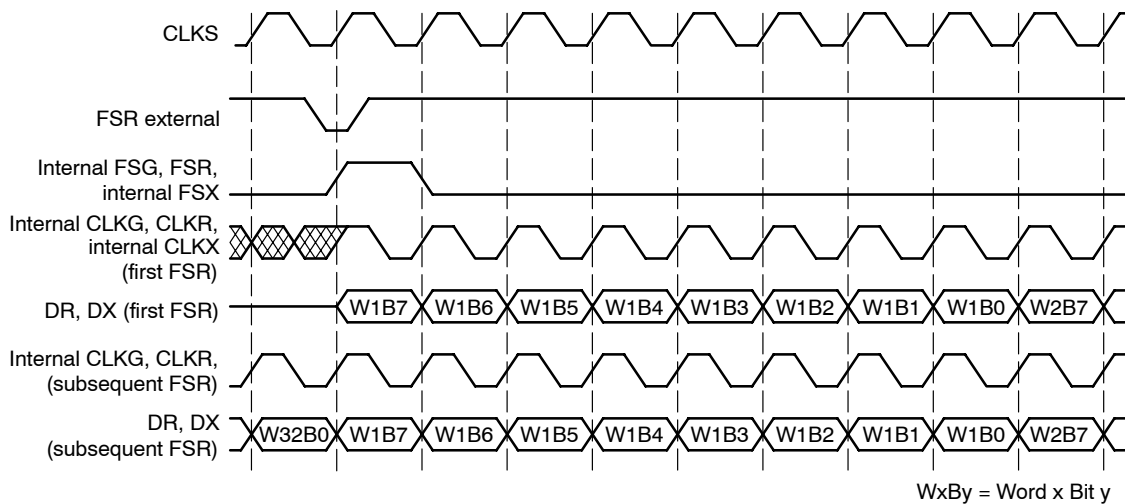 CLKS
FSR external
Internal FSG, FSR,
internal FSX
Internal CLKG, CLKR,
internal CLKX
(first FSR)
DR, DX (first FSR)
W1B7 W1B6 W1B5 W1B4 W1B3 W1B2 W1B1 W1B0 W2B7
Internal CLKG, CLKR,
(subsequent FSR)
DR, DX
(subsequent FSR)
W32B0 W1B7 W1B6 W1B5 W1B4 W1B3 W1B2 W1B1 W1B0 W2B7
WxBy = Word x Bit y